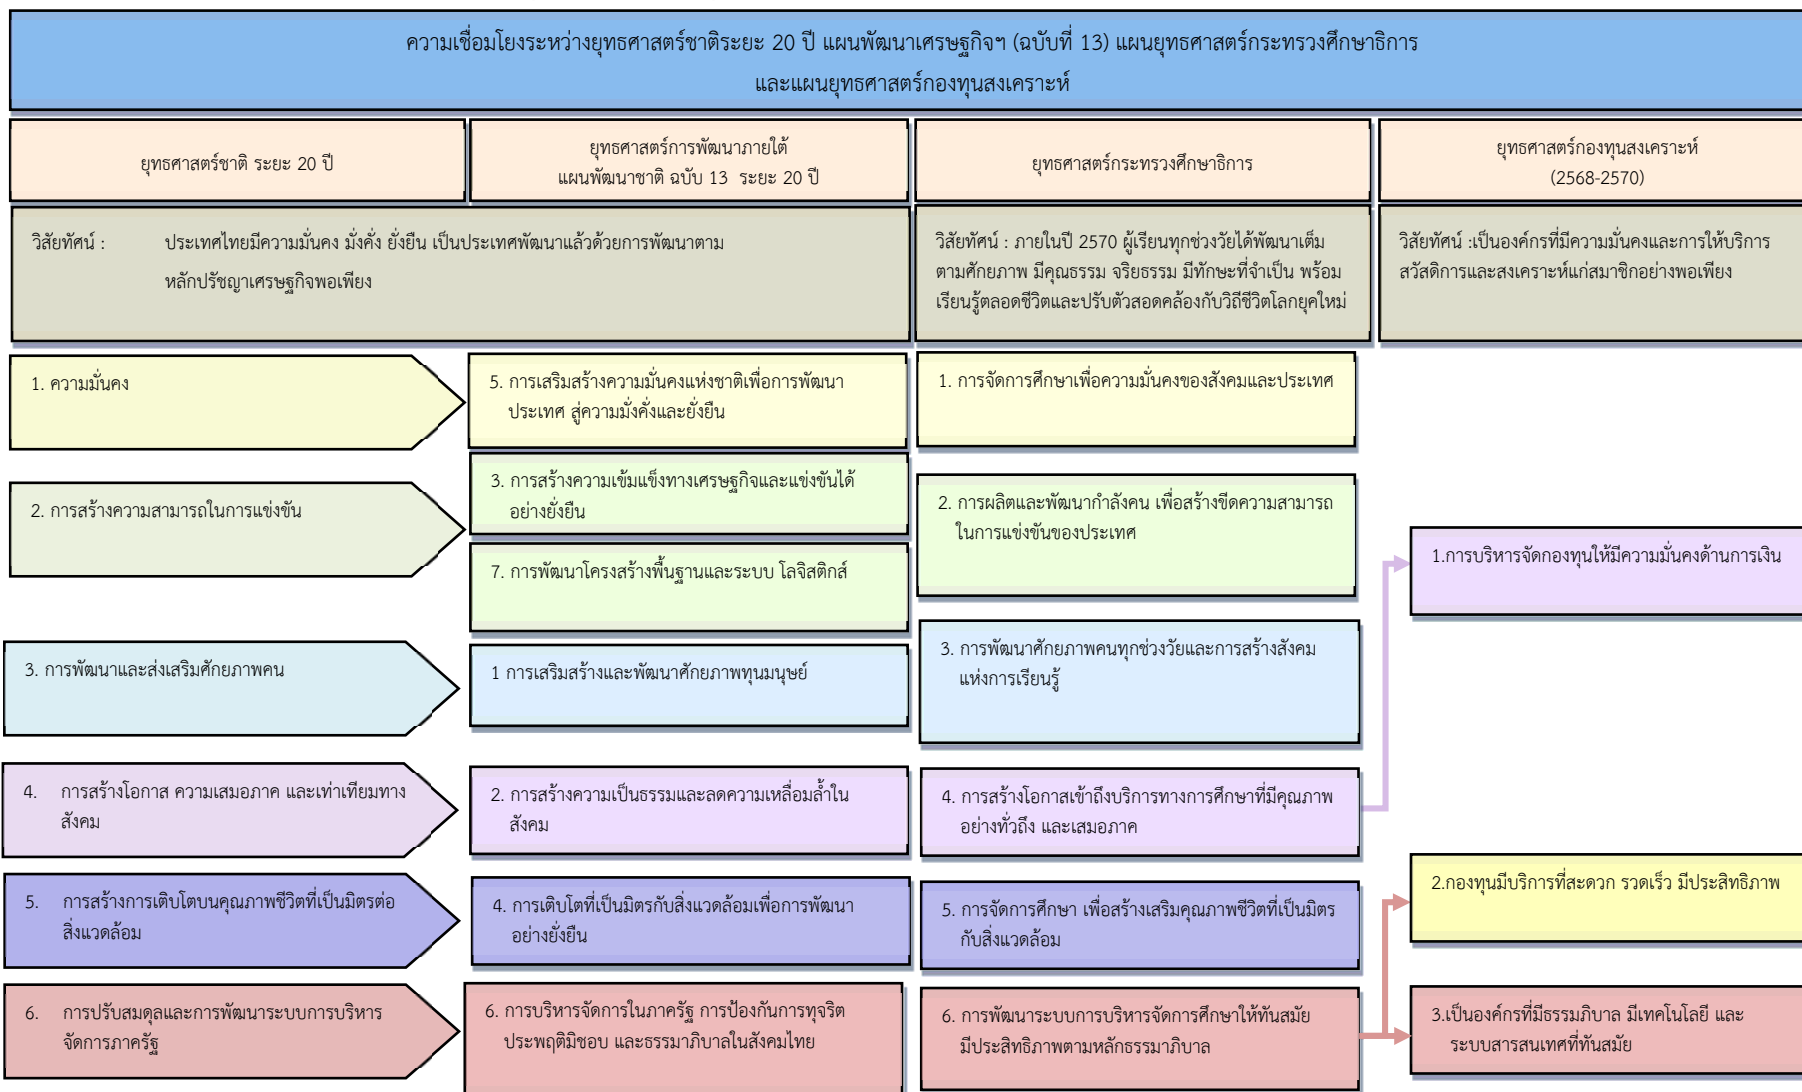 ความเชื่อมโยงระหว่างยุทธศาสตร์ชาติระยะ 20 ปี แผนพัฒนาเศรษฐกิจฯ (ฉบับที่ 13) แผนยุทธศาสตร์กระทรวงศึกษาธิการ
และแผนยุทธศาสตร์กองทุนสงเคราะห์
ยุทธศาสตร์ชาติ ระยะ 20 ปี
ยุทธศาสตร์การพัฒนาภายใต้
แผนพัฒนาชาติ ฉบับ 13 ระยะ 20 ปี
ยุทธศาสตร์กระทรวงศึกษาธิการ
ยุทธศาสตร์กองทุนสงเคราะห์
(2568-2570)
วิสัยทัศน์ : ประเทศไทยมีความมั่นคง มั่งคั่ง ยั่งยืน เป็นประเทศพัฒนาแล้วด้วยการพัฒนาตาม
หลักปรัชญาเศรษฐกิจพอเพียง
วิสัยทัศน์ : ภายในปี 2570 ผู้เรียนทุกช่วงวัยได้พัฒนาเต็ม
ตามศักยภาพ มีคุณธรรม จริยธรรม มีทักษะที่จำเป็น พร้อม
เรียนรู้ตลอดชีวิตและปรับตัวสอดคล้องกับวิถีชีวิตโลกยุคใหม่
วิสัยทัศน์ :เป็นองค์กรที่มีความมั่นคงและการให้บริการ
สวัสดิการและสงเคราะห์แก่สมาชิกอย่างพอเพียง
1. ความมั่นคง
5. การเสริมสร้างความมั่นคงแห่งชาติเพื่อการพัฒนา
ประเทศ สู่ความมั่งคั่งและยั่งยืน
1. การจัดการศึกษาเพื่อความมั่นคงของสังคมและประเทศ
2. การสร้างความสามารถในการแข่งขัน
3. การสร้างความเข้มแข็งทางเศรษฐกิจและแข่งขันได้
อย่างยั่งยืน
7. การพัฒนาโครงสร้างพื้นฐานและระบบ โลจิสติกส์
2. การผลิตและพัฒนากำลังคน เพื่อสร้างขีดความสามารถ
ในการแข่งขันของประเทศ
1.การบริหารจัดกองทุนให้มีความมั่นคงด้านการเงิน
3. การพัฒนาและส่งเสริมศักยภาพคน
1 การเสริมสร้างและพัฒนาศักยภาพทุนมนุษย์
3. การพัฒนาศักยภาพคนทุกช่วงวัยและการสร้างสังคม
แห่งการเรียนรู้
4. การสร้างโอกาส ความเสมอภาค และเท่าเทียมทาง
สังคม
2. การสร้างความเป็นธรรมและลดความเหลื่อมล้ำใน
สังคม
4. การสร้างโอกาสเข้าถึงบริการทางการศึกษาที่มีคุณภาพ
อย่างทั่วถึง และเสมอภาค
5. การสร้างการเติบโตบนคุณภาพชีวิตที่เป็นมิตรต่อ
สิ่งแวดล้อม
4. การเติบโตที่เป็นมิตรกับสิ่งแวดล้อมเพื่อการพัฒนา
อย่างยั่งยืน
5. การจัดการศึกษา เพื่อสร้างเสริมคุณภาพชีวิตที่เป็นมิตร
กับสิ่งแวดล้อม
2.กองทุนมีบริการที่สะดวก รวดเร็ว มีประสิทธิภาพ
6. การปรับสมดุลและการพัฒนาระบบการบริหาร
จัดการภาครัฐ
6. การบริหารจัดการในภาครัฐ การป้องกันการทุจริต
ประพฤติมิชอบ และธรรมาภิบาลในสังคมไทย
6. การพัฒนาระบบการบริหารจัดการศึกษาให้ทันสมัย
มีประสิทธิภาพตามหลักธรรมาภิบาล
3.เป็นองค์กรที่มีธรรมภิบาล มีเทคโนโลยี และ
ระบบสารสนเทศที่ทันสมัย